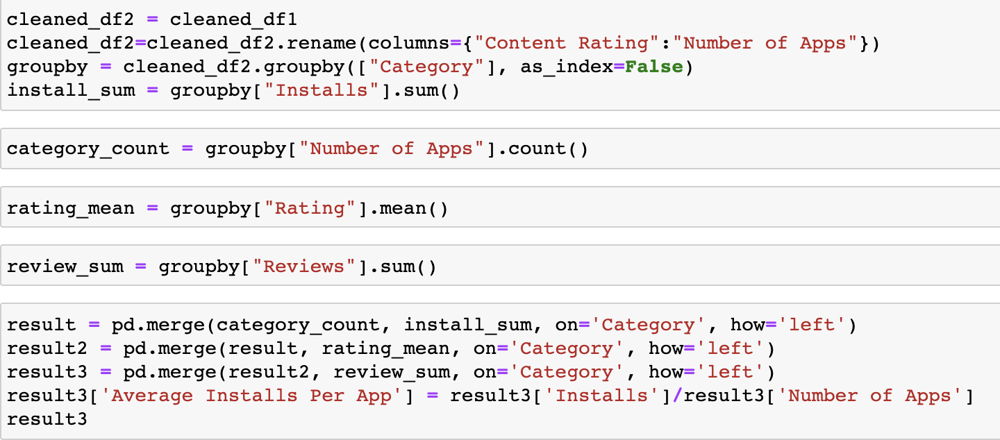 cleaned_df2 = cleaned_df1
cleaned_df2=cleaned_df2.rename(columns={"Content Rating":"Number of Apps"})
groupby = cleaned_df2.groupby(["Category"], as_index=False)
install_sum = groupby["Installs"].sum()
category_count = groupby["Number of Apps"].count()
rating_mean = groupby["Rating"].mean()
review_sum = groupby["Reviews"].sum()
result = pd.merge(category_count, install_sum, on='Category', how='left')
result2 = pd.merge(result, rating_mean, on='Category', how='left')
result3 = pd.merge(result2, review_sum, on='Category', how='left')
result3['Average Installs Per App'] = result3['Installs']/result3['Number of Apps']
result3